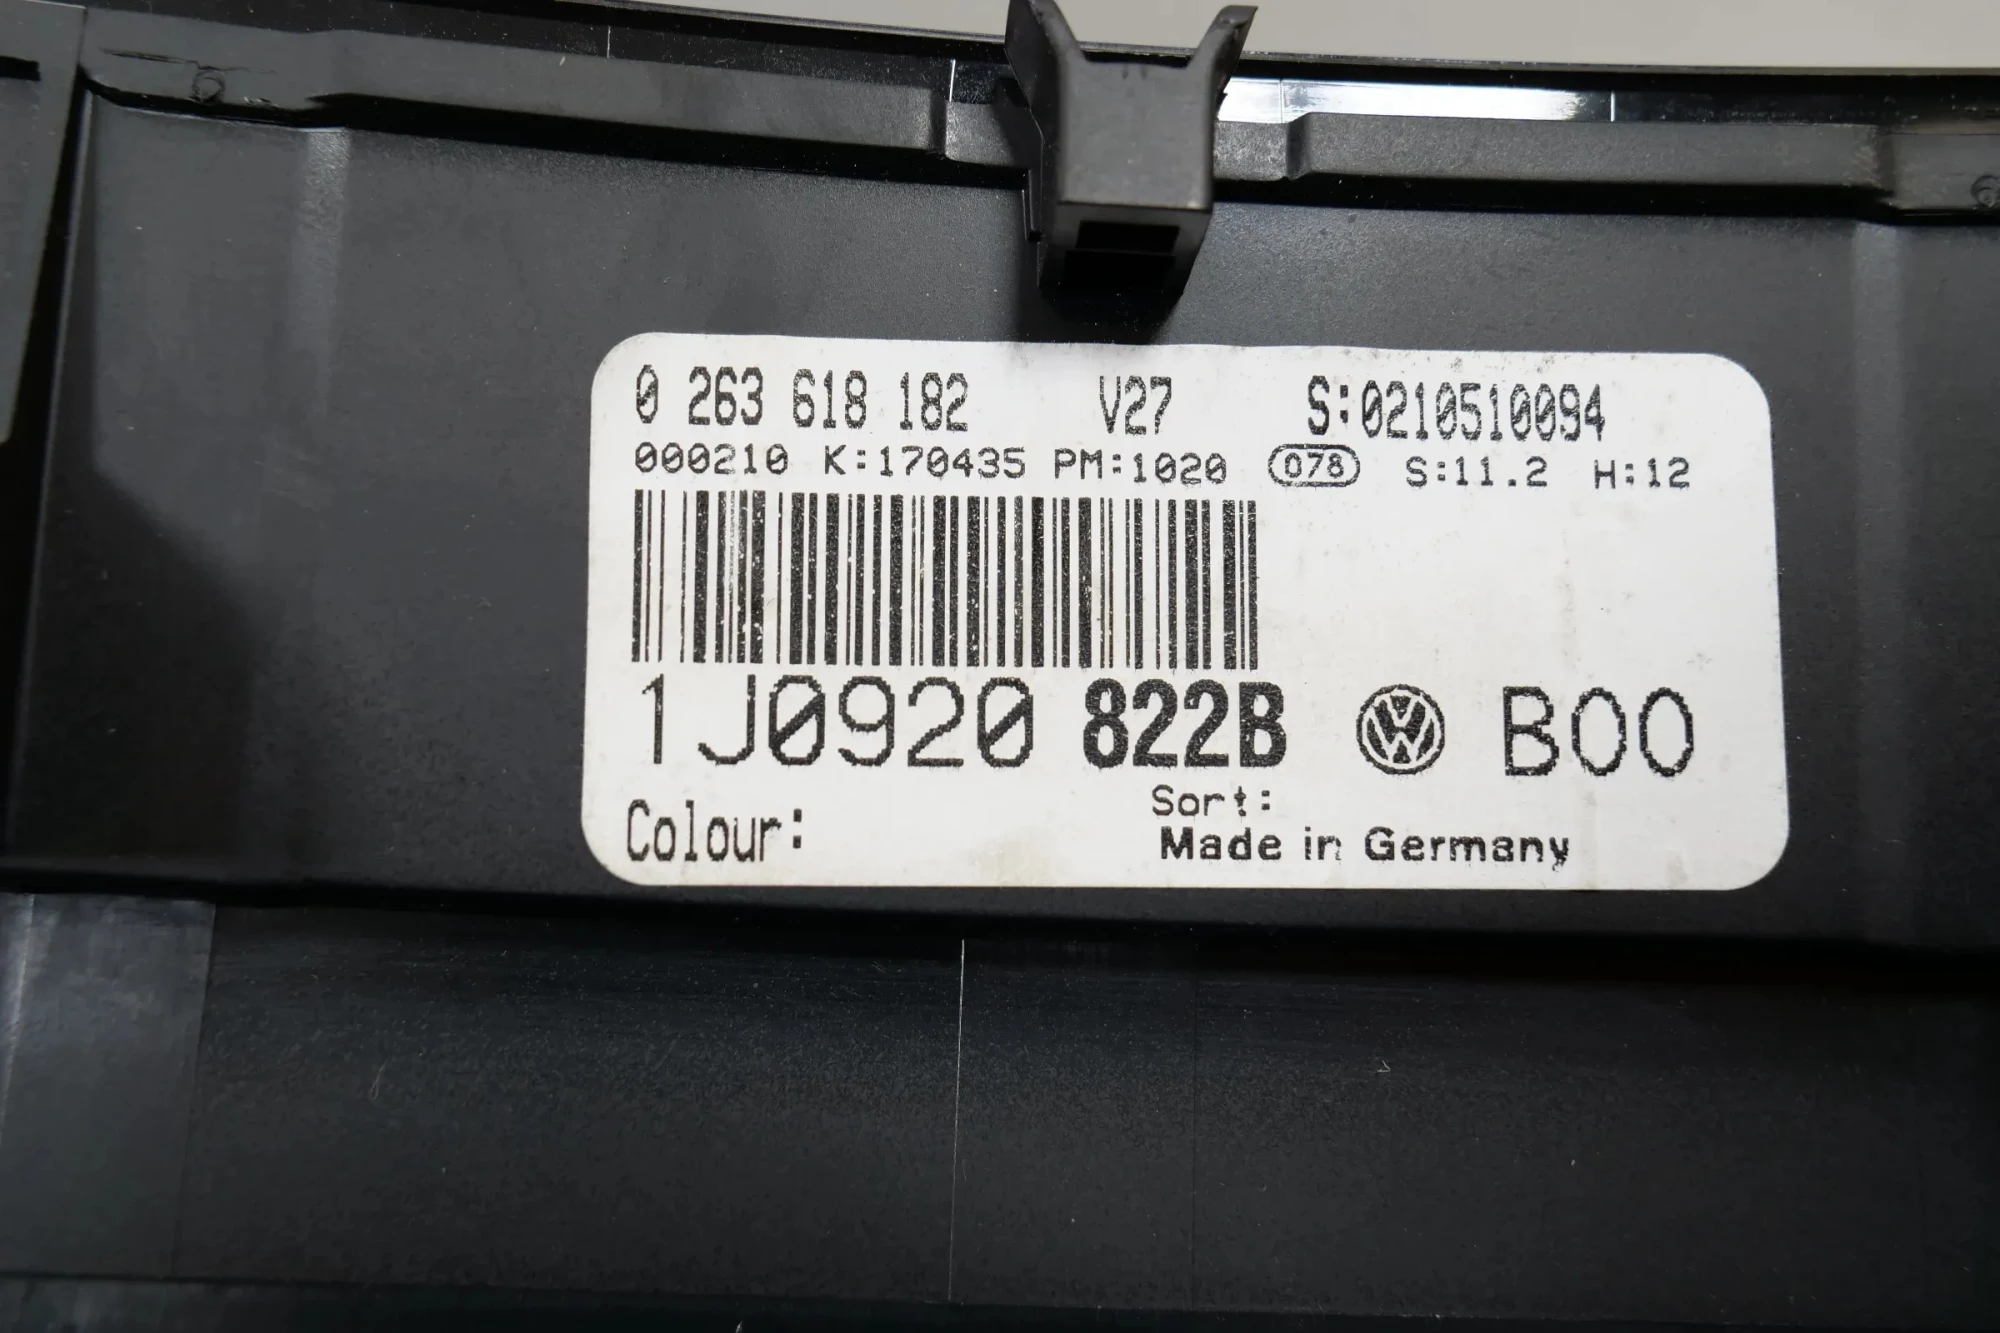 0 263 618 182 V27 S:0210510094
000210 K:170435 PM:1020 078 S:11.2 H:12
1J0920 822B B00
Sort:
Colour: Made in Germany